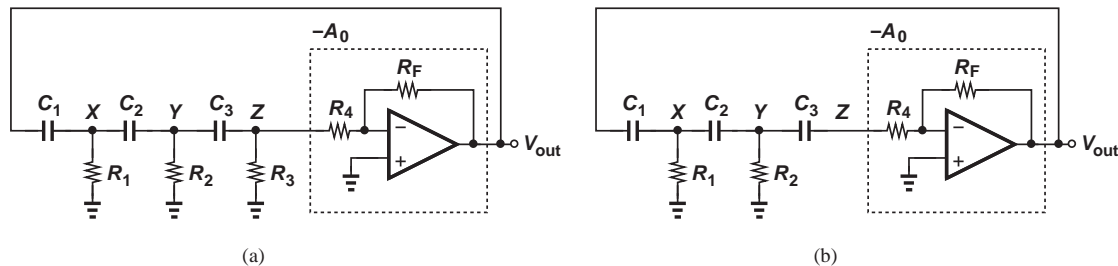 –A0
RF
C1 X C2 Y C3 Z R4
–
+
Vout
R1 R2 R3
(a)
–A0
RF
C1 X C2 Y C3 Z R4
–
+
Vout
R1 R2
(b)